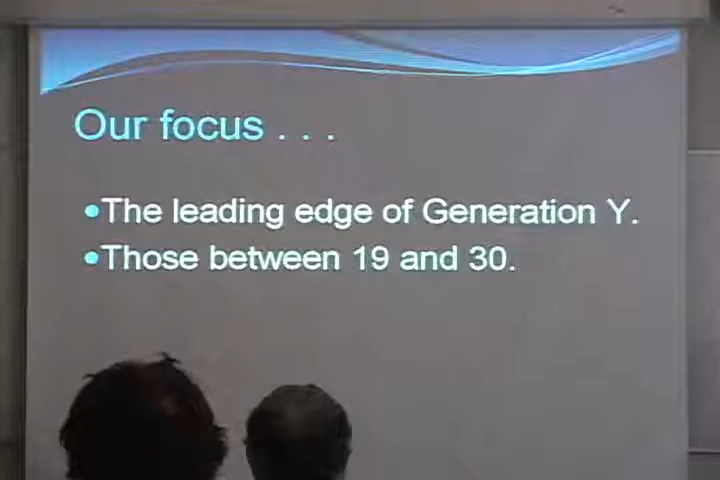 Our focus . . .
•The leading edge of Generation Y.
•Those between 19 and 30.